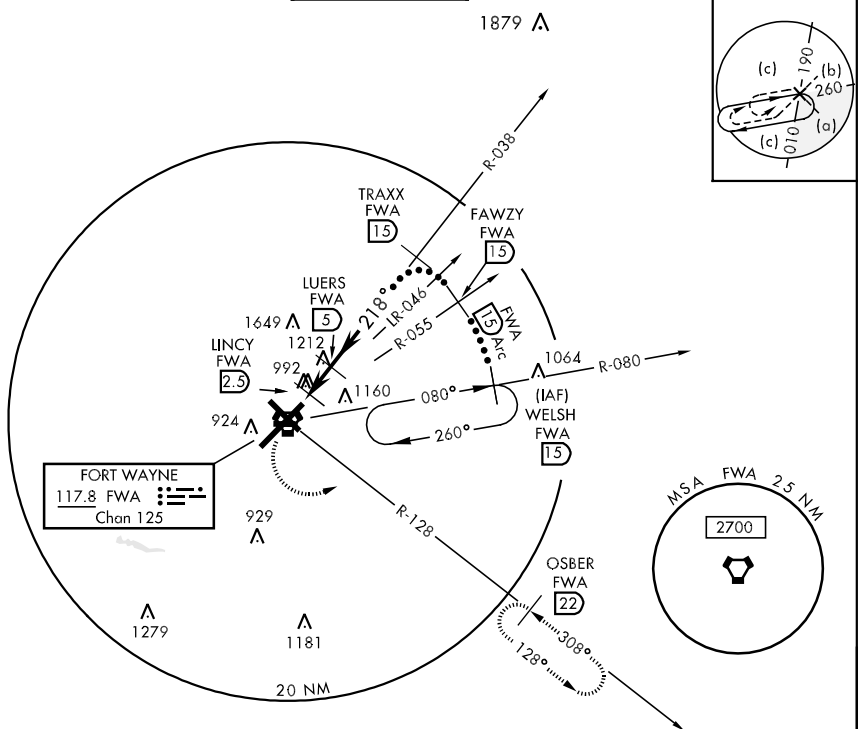 1879
R-038
TRAXX
FWA
15
FAWZY
FWA
15
LUERS
FWA
5
218°
LR-046
R-055
FWA
15 Arc
1649
1212
LINCY
FWA
2.5
992
1160
924
080°
260°
1064
R-080
(IAF)
WELSH
FWA
15
FORT WAYNE
117.8 FWA
Chan 125
929
R-128
OSBER
FWA
22
308°
128°
1279
1181
20 NM
190
(c)
(b)
260
(a)
(c)
010
MSA FWA 25 NM
2700